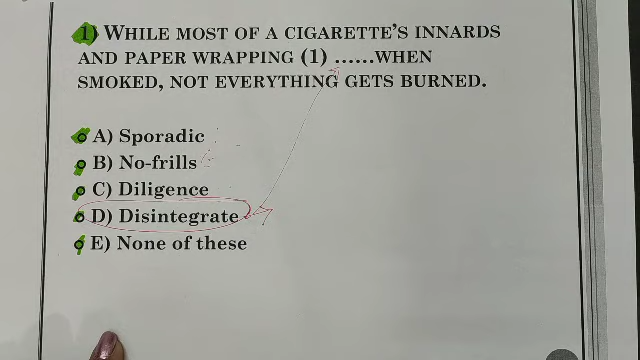 1) WHILE MOST OF A CIGARETTE'S INNARDS
AND PAPER WRAPPING (1) ......WHEN
SMOKED, NOT EVERYTHING GETS BURNED.
A) Sporadic
B) No-frills
C) Diligence
D) Disintegrate
E) None of these